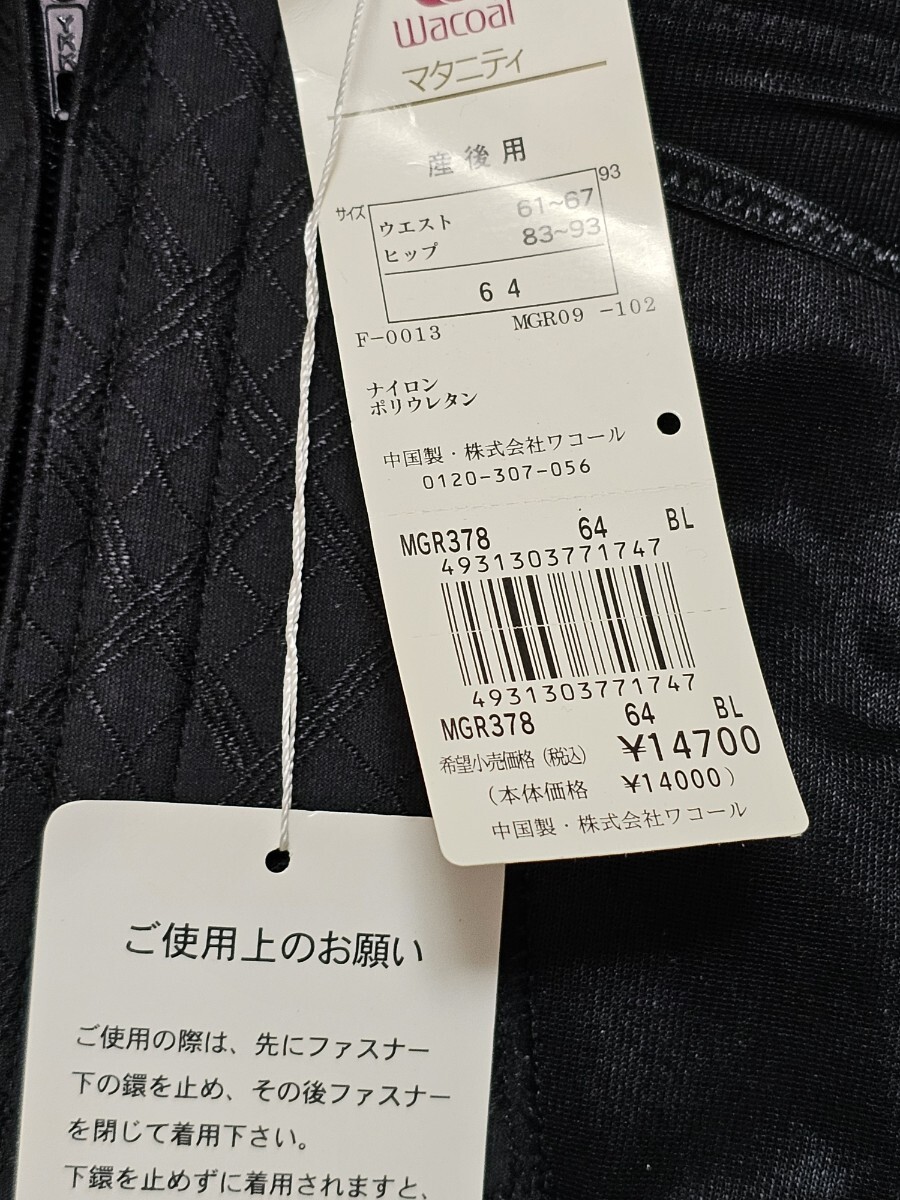 YKK
Wacoal
マタニティ
産後用
93
サイズ
ウエスト 61~67
ヒップ 83~93
64
F-0013 MGR09 -102
ナイロン
ポリウレタン
中国製・株式会社ワコール
0120-307-056
MGR378 64 BL
4931303771747
4931303771747
MGR378 64 BL
希望小売価格(税込) ¥14700
(本体価格 ¥14000)
中国製・株式会社ワコール
ご使用上のお願い
ご使用の際は、先にファスナー
下の鐶を止め、その後ファスナー
を閉じて着用下さい。
下鐶を止めずに着用されますと、